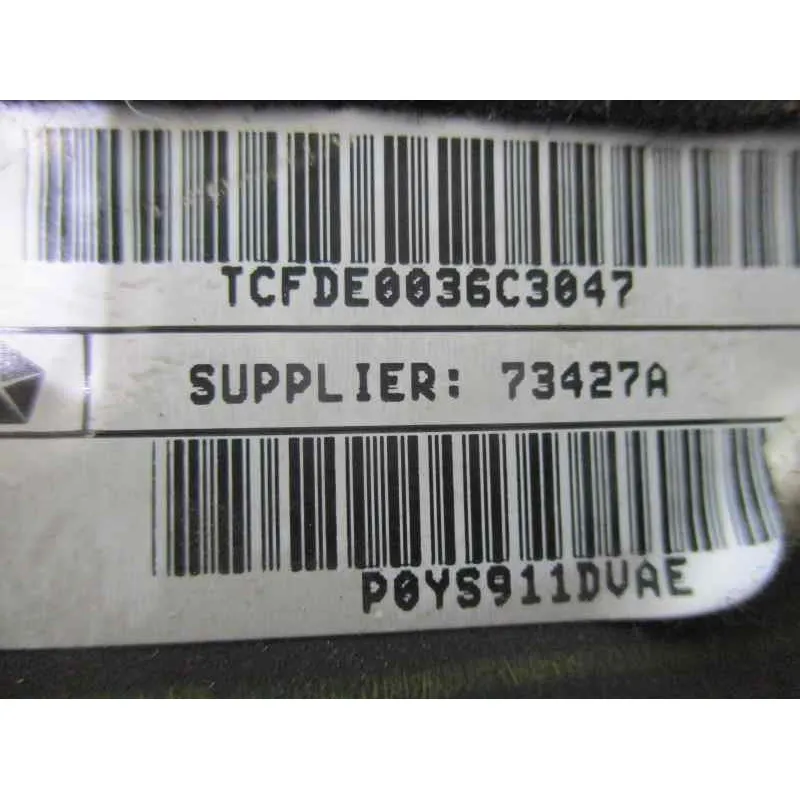 TCFDE0036C3047
SUPPLIER: 73427A
P0YS911DVAE